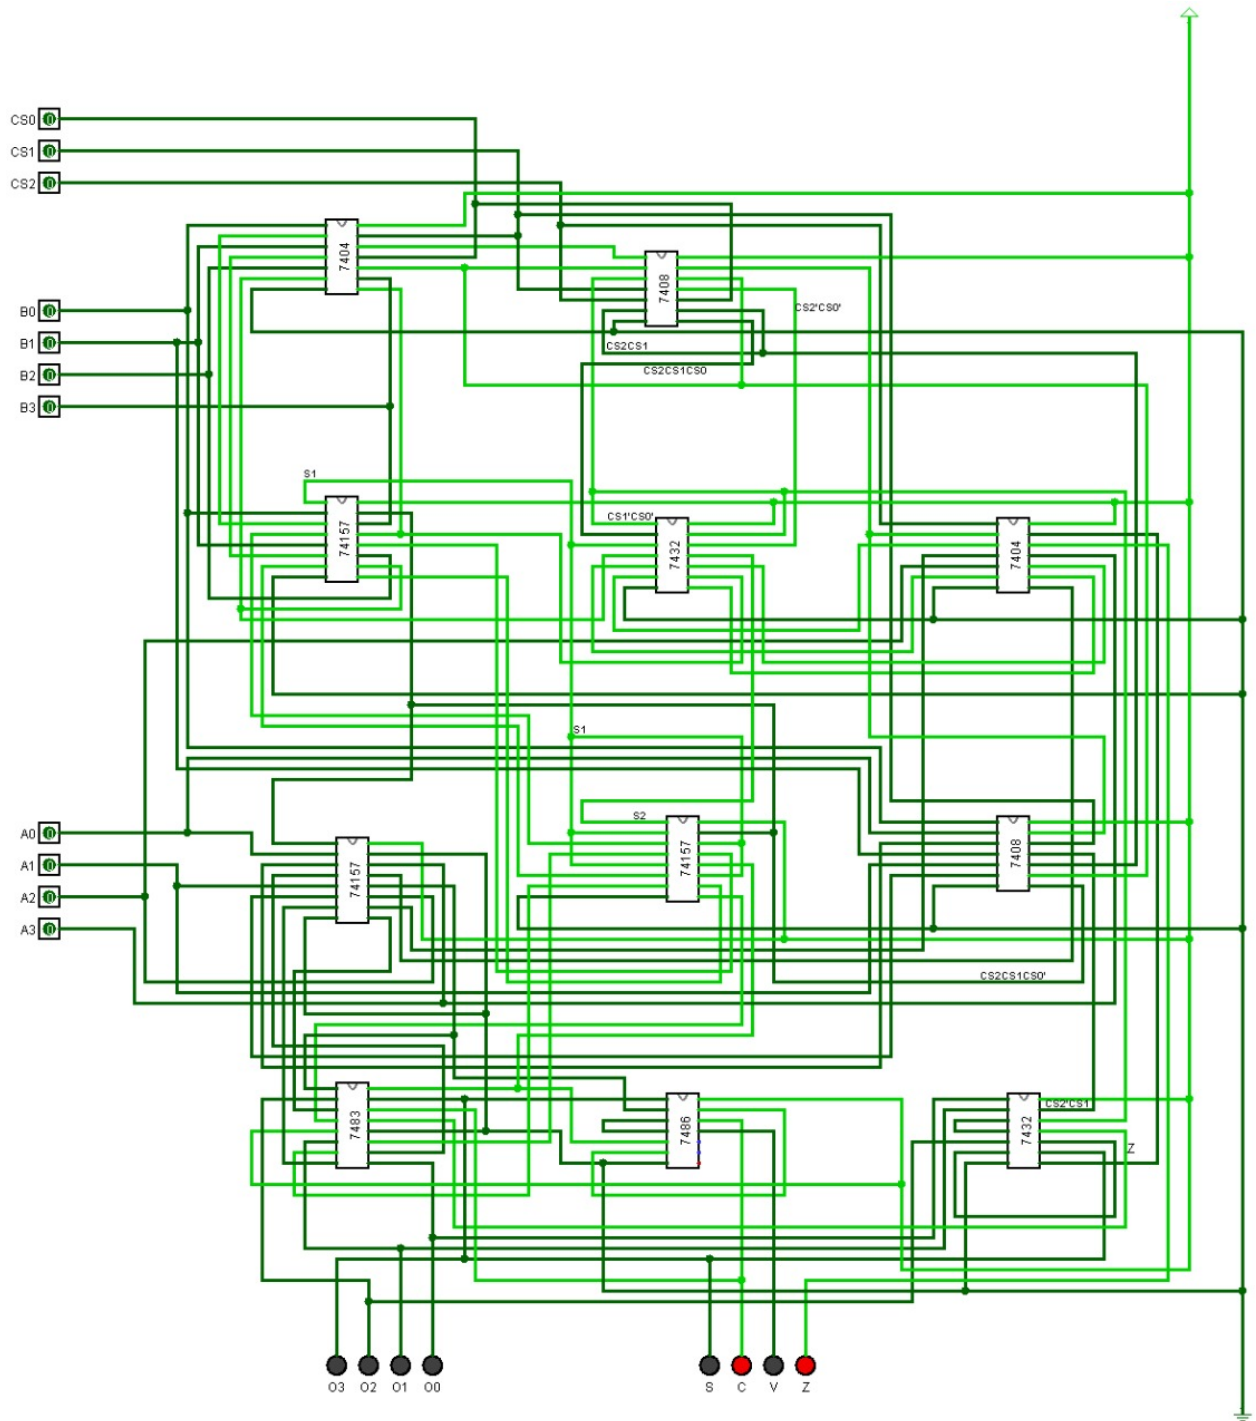 CS0
CS1
CS2
7404
7408
CS2'CS0'
B0
B1
B2
B3
CS2CS1
CS2CS1CS0
S1
74157
CS1'CS0'
7432
7404
S1
S2
A0
A1
A2
A3
74157
74157
7408
CS2CS1CS0'
7483
7486
7432
CS2'CS1
Z
O3 O2 O1 O0
S C V Z